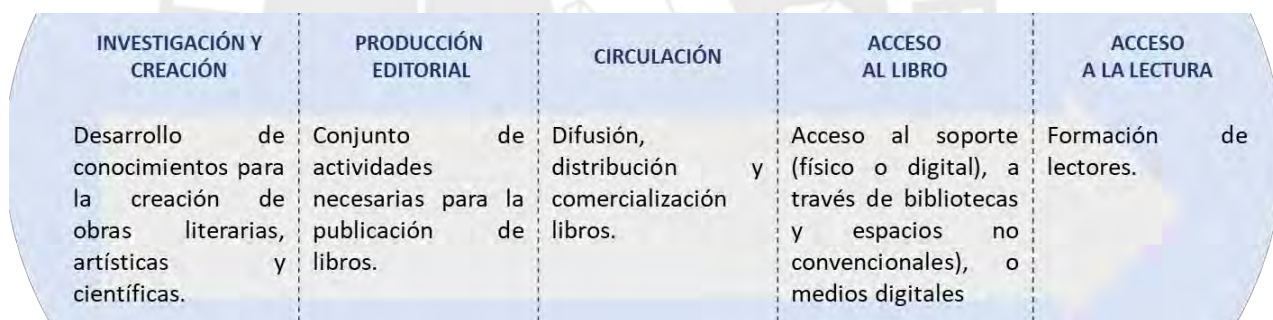 INVESTIGACIÓN Y
CREACIÓN
Desarrollo de
conocimientos para
la creación de
obras literarias,
artísticas y
científicas.
PRODUCCIÓN
EDITORIAL
Conjunto de
actividades
necesarias para la
publicación de
libros.
CIRCULACIÓN
Difusión,
distribución y
comercialización
libros.
ACCESO
AL LIBRO
Acceso al soporte
(físico o digital), a
través de bibliotecas
y espacios no
convencionales), o
medios digitales
ACCESO
A LA LECTURA
Formación de
lectores.